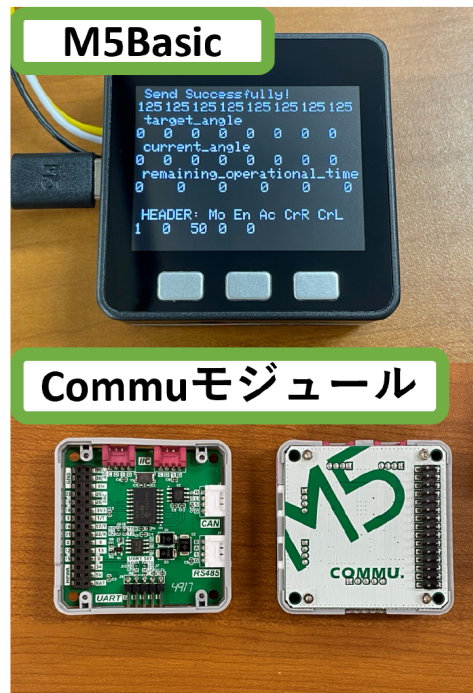 M5Basic
Send Successfully!
125 125 125 125 125 125 125 125
target_angle
0 0 0 0 0 0 0 0
current_angle
0 0 0 0 0 0 0 0
remaining_operational_time
0 0 0 0 0 0
HEADER: Mo En Ac CrR CrL
1 0 50 0 0
Commuモジュール
IIC
CAN
RS485
UART
4917
M5
COMMU.